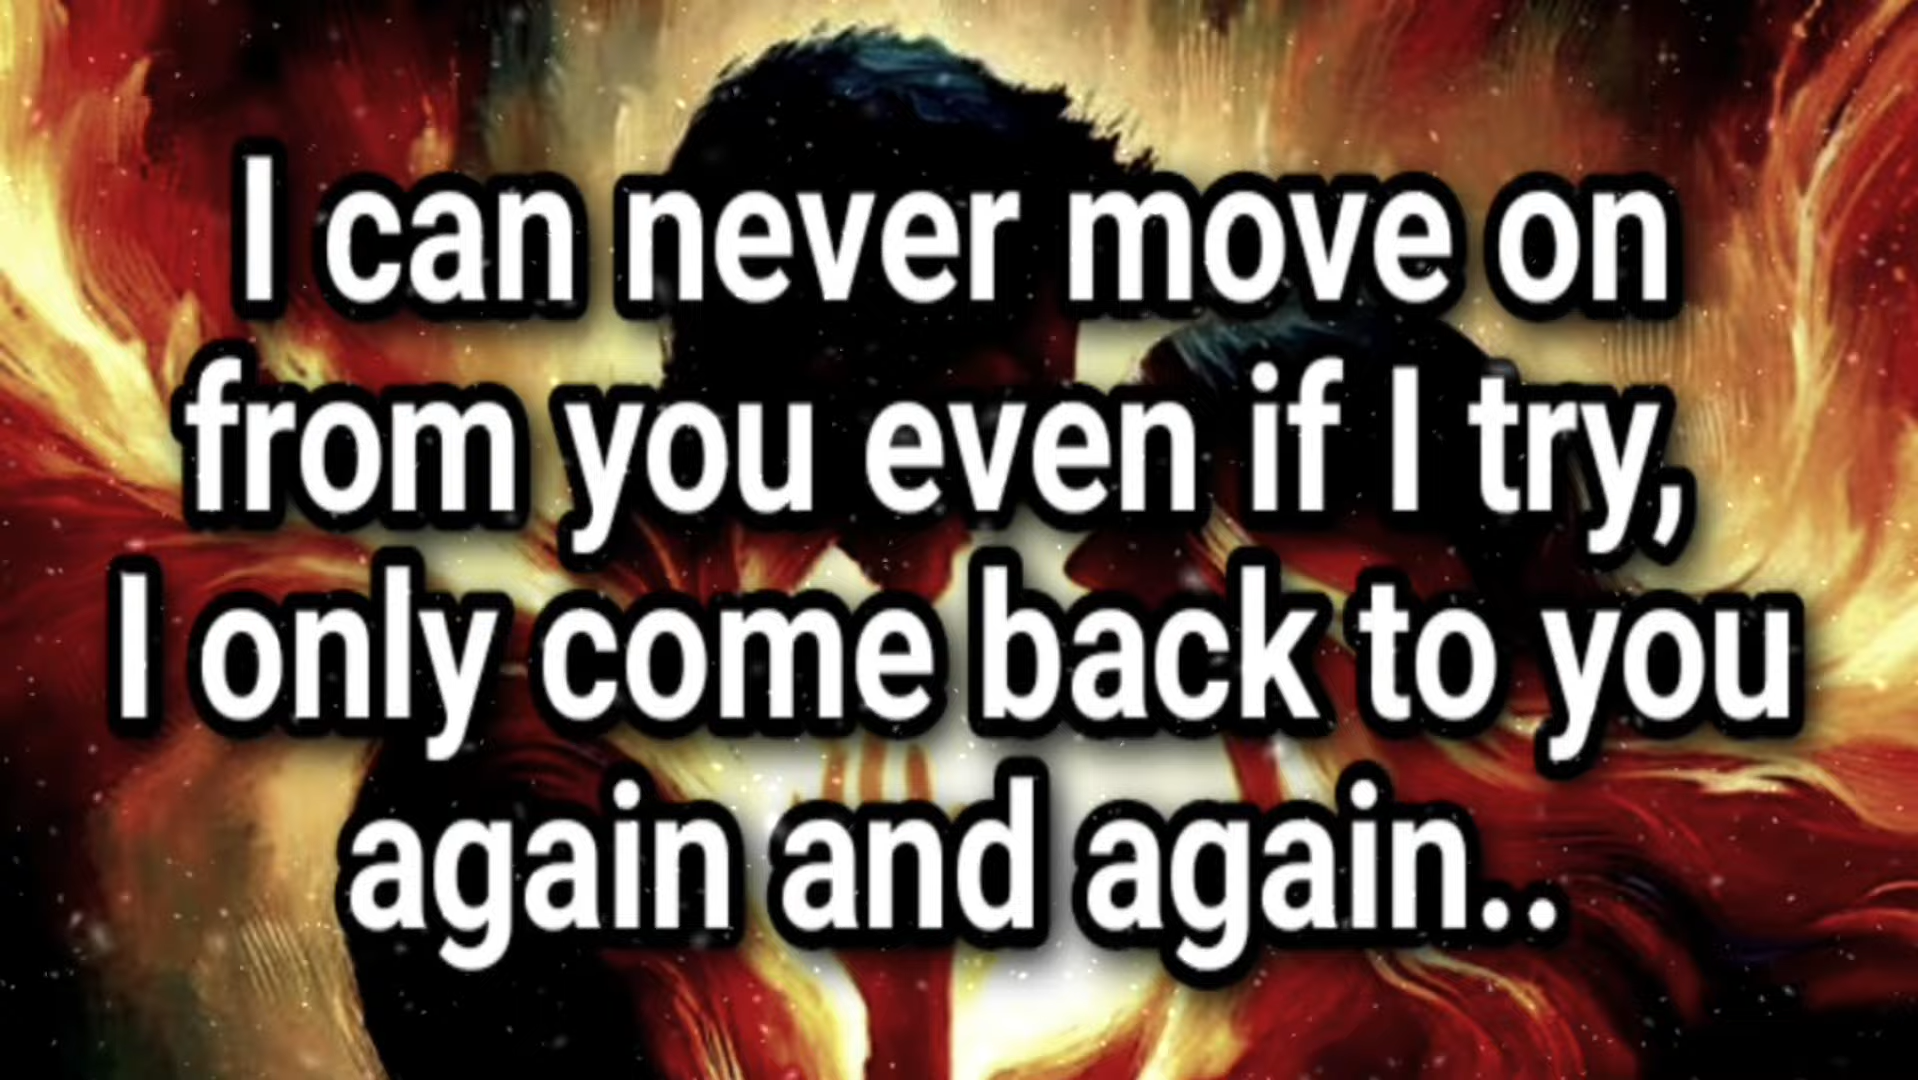 I can never move on
from you even if I try,
I only come back to you
again and again..